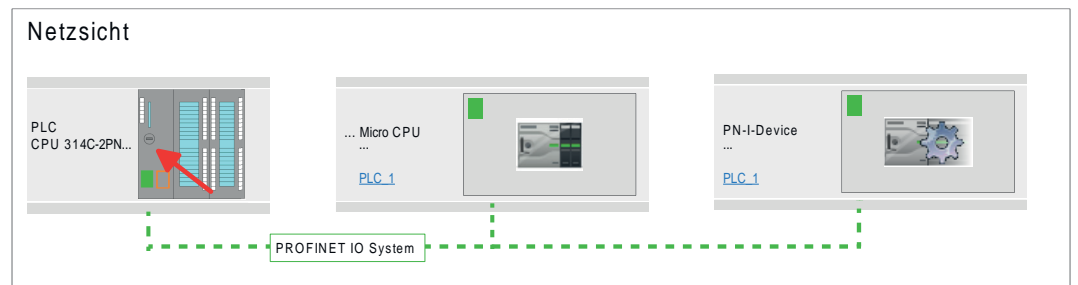 Netzsicht
PLC
CPU 314C-2PN...
... Micro CPU
...
PLC_1
PN-I-Device
...
PLC_1
PROFINET IO System